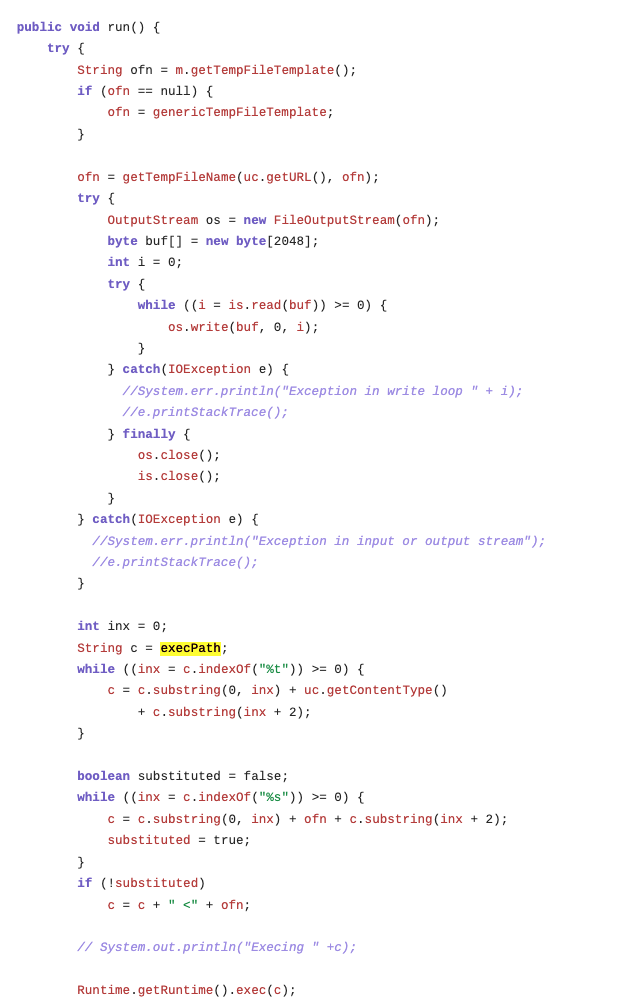 public void run() {
    try {
        String ofn = m.getTempFileTemplate();
        if (ofn == null) {
            ofn = genericTempFileTemplate;
        }

        ofn = getTempFileName(uc.getURL(), ofn);
        try {
            OutputStream os = new FileOutputStream(ofn);
            byte buf[] = new byte[2048];
            int i = 0;
            try {
                while ((i = is.read(buf)) >= 0) {
                    os.write(buf, 0, i);
                }
            } catch(IOException e) {
              //System.err.println("Exception in write loop " + i);
              //e.printStackTrace();
            } finally {
                os.close();
                is.close();
            }
        } catch(IOException e) {
          //System.err.println("Exception in input or output stream");
          //e.printStackTrace();
        }

        int inx = 0;
        String c = execPath;
        while ((inx = c.indexOf("%t")) >= 0) {
            c = c.substring(0, inx) + uc.getContentType()
                + c.substring(inx + 2);
        }

        boolean substituted = false;
        while ((inx = c.indexOf("%s")) >= 0) {
            c = c.substring(0, inx) + ofn + c.substring(inx + 2);
            substituted = true;
        }
        if (!substituted)
            c = c + " <" + ofn;

        // System.out.println("Execing " +c);

        Runtime.getRuntime().exec(c);